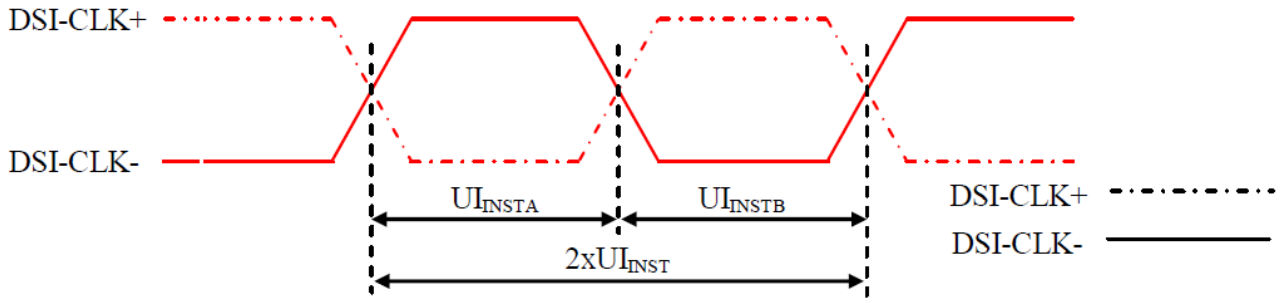 DSI-CLK+
DSI-CLK-
UIINSTA
UIINSTB
2xUIINST
DSI-CLK+
DSI-CLK-